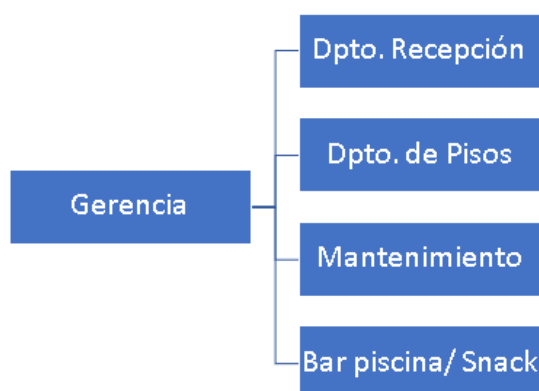 Dpto. Recepción
Dpto. de Pisos
Gerencia
Mantenimiento
Bar piscina/ Snack